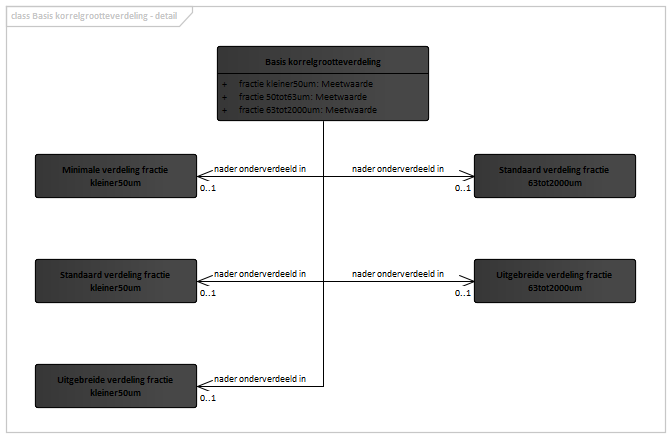 class Basis korrelgrootteverdeling - detail
Basis korrelgrootteverdeling
+ fractie kleiner50um: Meetwaarde
+ fractie 50tot63um: Meetwaarde
+ fractie 63tot2000um: Meetwaarde
Minimale verdeling fractie
kleiner50um
nader onderverdeeld in
0..1
nader onderverdeeld in
0..1
Standaard verdeling fractie
63tot2000um
Standaard verdeling fractie
kleiner50um
nader onderverdeeld in
0..1
nader onderverdeeld in
0..1
Uitgebreide verdeling fractie
63tot2000um
Uitgebreide verdeling fractie
kleiner50um
nader onderverdeeld in
0..1